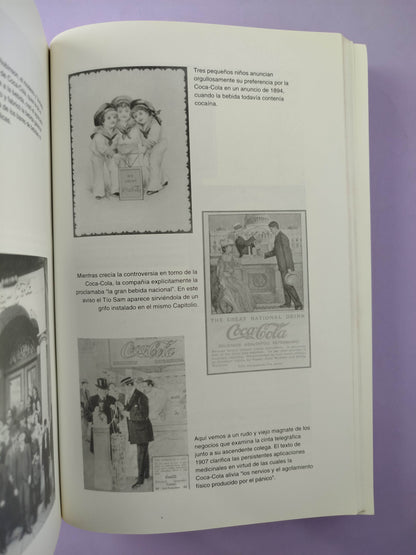 Tres pequeños niños anuncian
orgullosamente su preferencia por la
Coca-Cola en un anuncio de 1894,
cuando la bebida todavía contenía
cocaína.
Mientras crecía la controversia en torno de la
Coca-Cola, la compañía explícitamente la
proclamaba "la gran bebida nacional". En este
aviso el Tío Sam aparece sirviéndola de un
grifo instalado en el mismo Capitolio.
THE GREAT NATIONAL DRINK
Coca-Cola
Coca-Cola
Aquí vemos a un rudo y viejo magnate de los
negocios que examina la cinta telegráfica
junto a su ascendente colega. El texto de
1907 clarifica las persistentes aplicaciones
medicinales en virtud de las cuales la
Coca-Cola alivia "los nervios y el agotamiento
físico producido por el pánico".